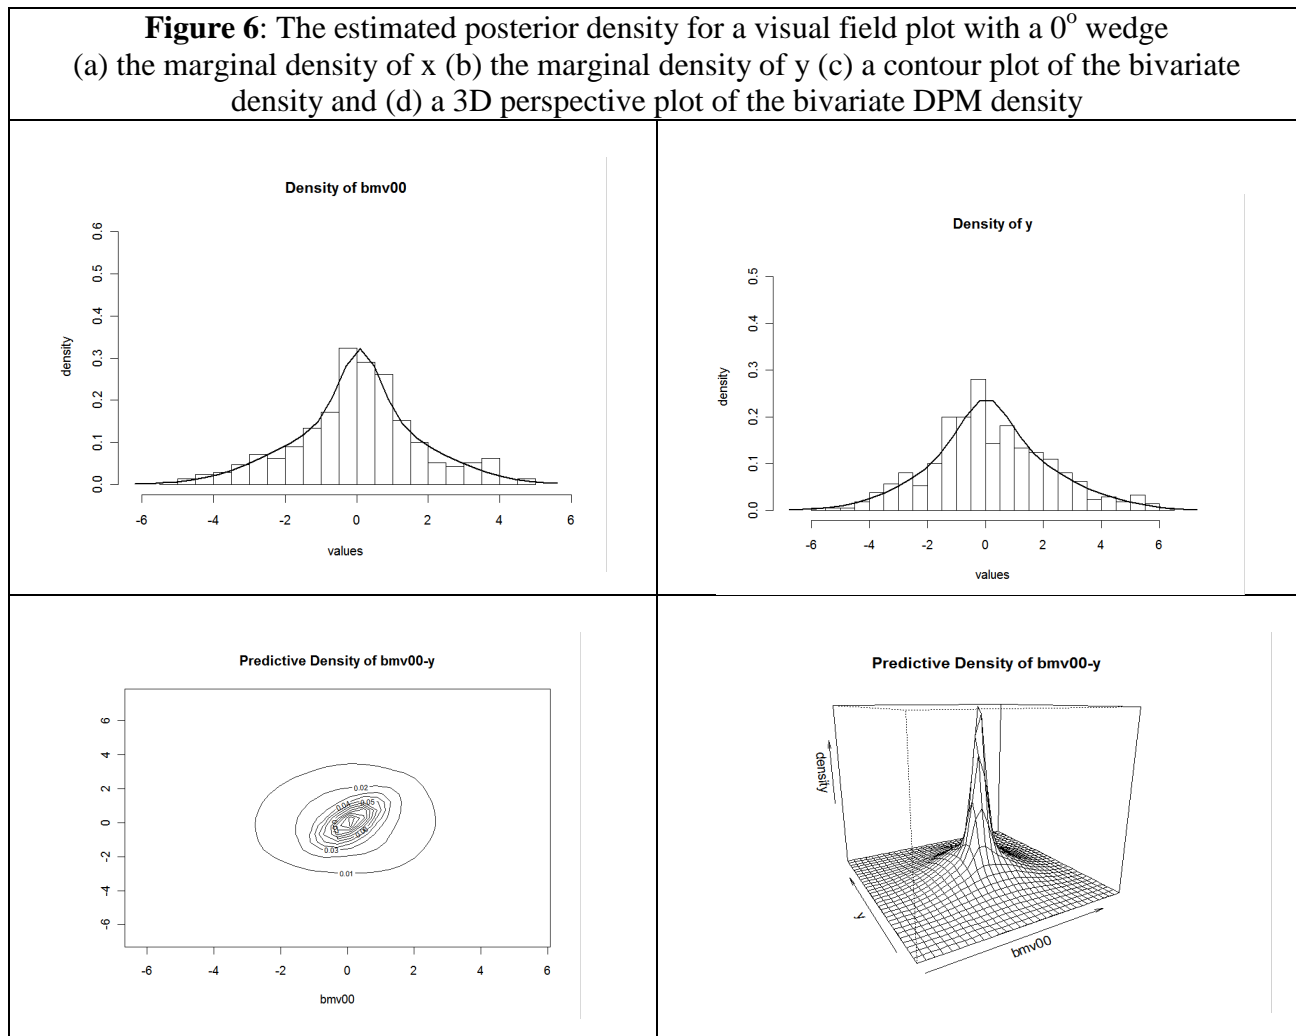 Figure 6: The estimated posterior density for a visual field plot with a 0o wedge
(a) the marginal density of x (b) the marginal density of y (c) a contour plot of the bivariate
density and (d) a 3D perspective plot of the bivariate DPM density
Density of bmv00
density
0.0 0.1 0.2 0.3 0.4 0.5 0.6
-6 -4 -2 0 2 4 6
values
Density of y
density
0.0 0.1 0.2 0.3 0.4 0.5
-6 -4 -2 0 2 4 6
values
Predictive Density of bmv00-y
-6 -4 -2 0 2 4 6
0.02
0.04
0.05
0.03
0.01
-6 -4 -2 0 2 4 6
bmv00
Predictive Density of bmv00-y
density
y
bmv00